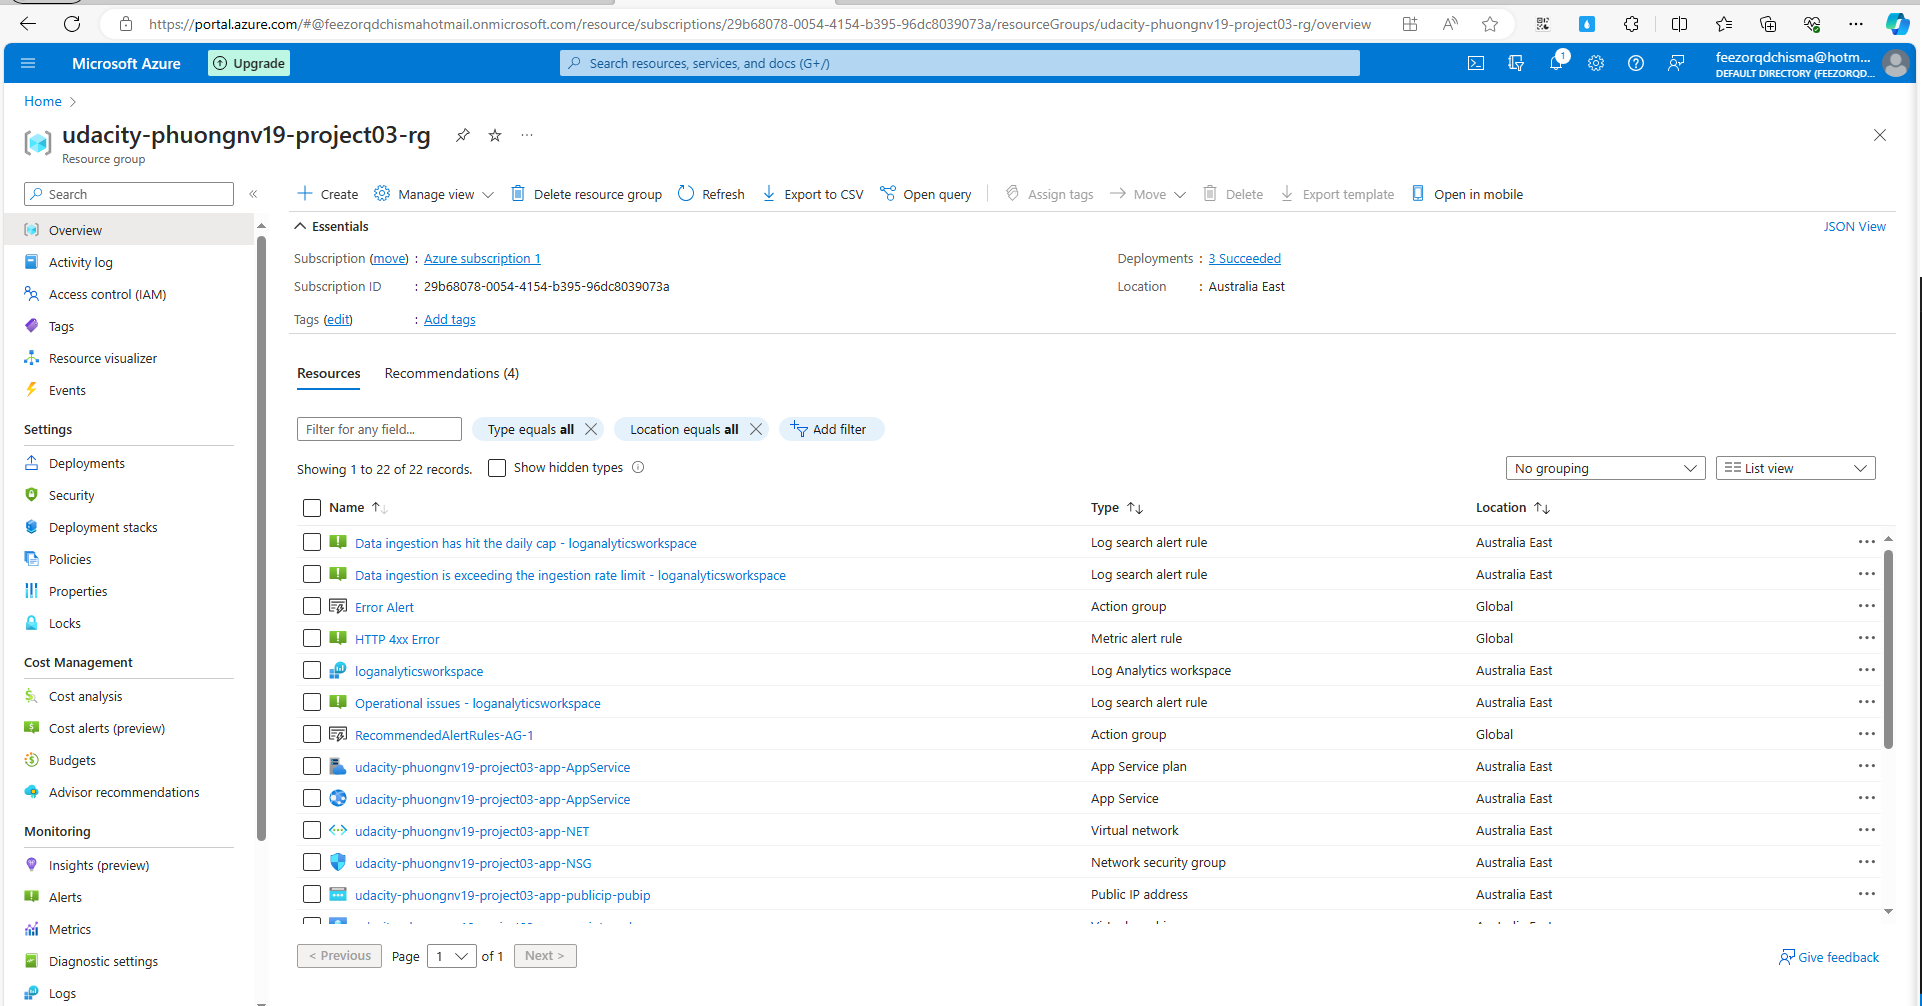 https://portal.azure.com/#@feezorqdchismahotmail.onmicrosoft.com/resource/subscriptions/29b68078-0054-4154-b395-96dc8039073a/resourceGroups/udacity-phuongnv19-project03-rg/overview
Microsoft Azure Upgrade Search resources, services, and docs (G+/) 1 feezorqdchisma@hotm...
DEFAULT DIRECTORY (FEEZORQD...
Home
udacity-phuongnv19-project03-rg
Resource group
Search
Create Manage view Delete resource group Refresh Export to CSV Open query Assign tags Move Delete Export template Open in mobile
Overview
Activity log
Access control (IAM)
Tags
Resource visualizer
Events
Settings
Deployments
Security
Deployment stacks
Policies
Properties
Locks
Cost Management
Cost analysis
Cost alerts (preview)
Budgets
Advisor recommendations
Monitoring
Insights (preview)
Alerts
Metrics
Diagnostic settings
Logs
Essentials JSON View
Subscription (move) : Azure subscription 1 Deployments : 3 Succeeded
Subscription ID : 29b68078-0054-4154-b395-96dc8039073a Location : Australia East
Tags (edit) : Add tags
Resources Recommendations (4)
Filter for any field... Type equals all Location equals all Add filter
Showing 1 to 22 of 22 records. Show hidden types No grouping List view
Name Type Location
Data ingestion has hit the daily cap - loganalyticsworkspace Log search alert rule Australia East
Data ingestion is exceeding the ingestion rate limit - loganalyticsworkspace Log search alert rule Australia East
Error Alert Action group Global
HTTP 4xx Error Metric alert rule Global
loganalyticsworkspace Log Analytics workspace Australia East
Operational issues - loganalyticsworkspace Log search alert rule Australia East
RecommendedAlertRules-AG-1 Action group Global
udacity-phuongnv19-project03-app-AppService App Service plan Australia East
udacity-phuongnv19-project03-app-AppService App Service Australia East
udacity-phuongnv19-project03-app-NET Virtual network Australia East
udacity-phuongnv19-project03-app-NSG Network security group Australia East
udacity-phuongnv19-project03-app-publicip-pubip Public IP address Australia East
< Previous Page 1 of 1 Next > Give feedback